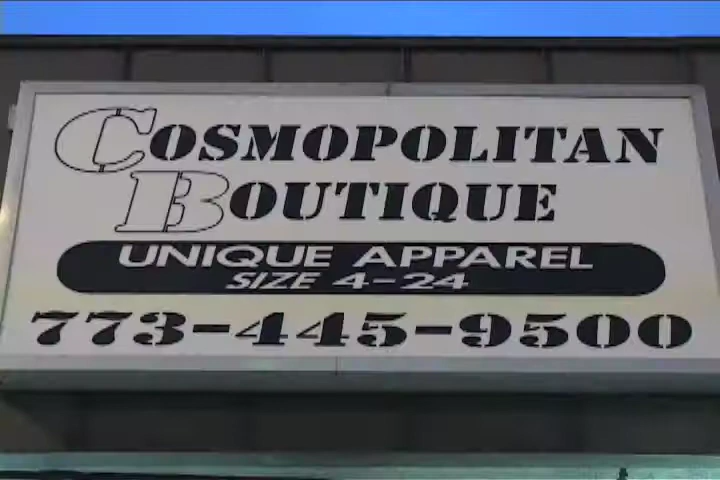 COSMOPOLITAN
BOUTIQUE
UNIQUE APPAREL
SIZE 4-24
773-445-9500